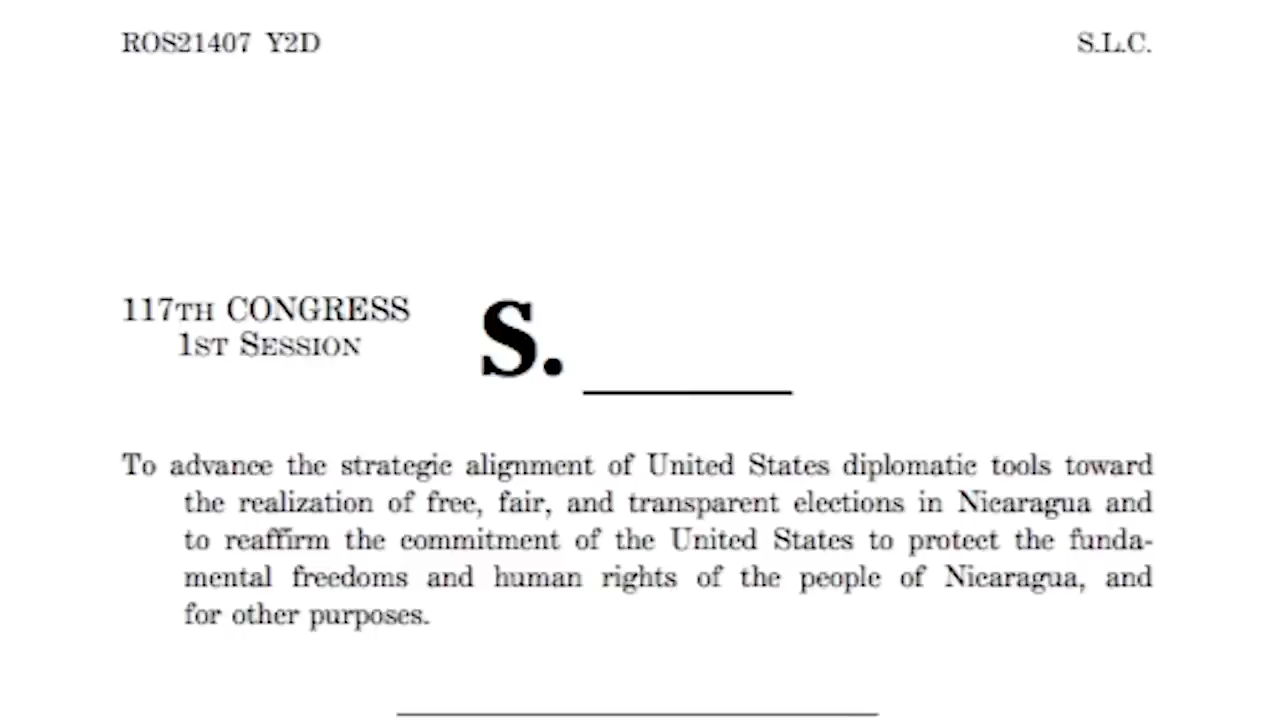 ROS21407 Y2D S.L.C.
117TH CONGRESS
1ST SESSION
S.
To advance the strategic alignment of United States diplomatic tools toward
the realization of free, fair, and transparent elections in Nicaragua and
to reaffirm the commitment of the United States to protect the funda-
mental freedoms and human rights of the people of Nicaragua, and
for other purposes.